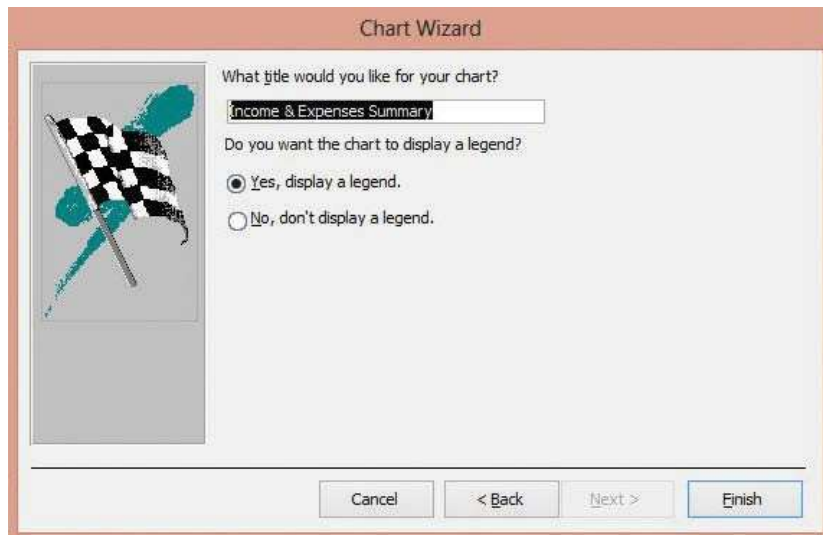 Chart Wizard
What title would you like for your chart?
Income & Expenses Summary
Do you want the chart to display a legend?
Yes, display a legend.
No, don't display a legend.
Cancel
< Back
Next >
Finish